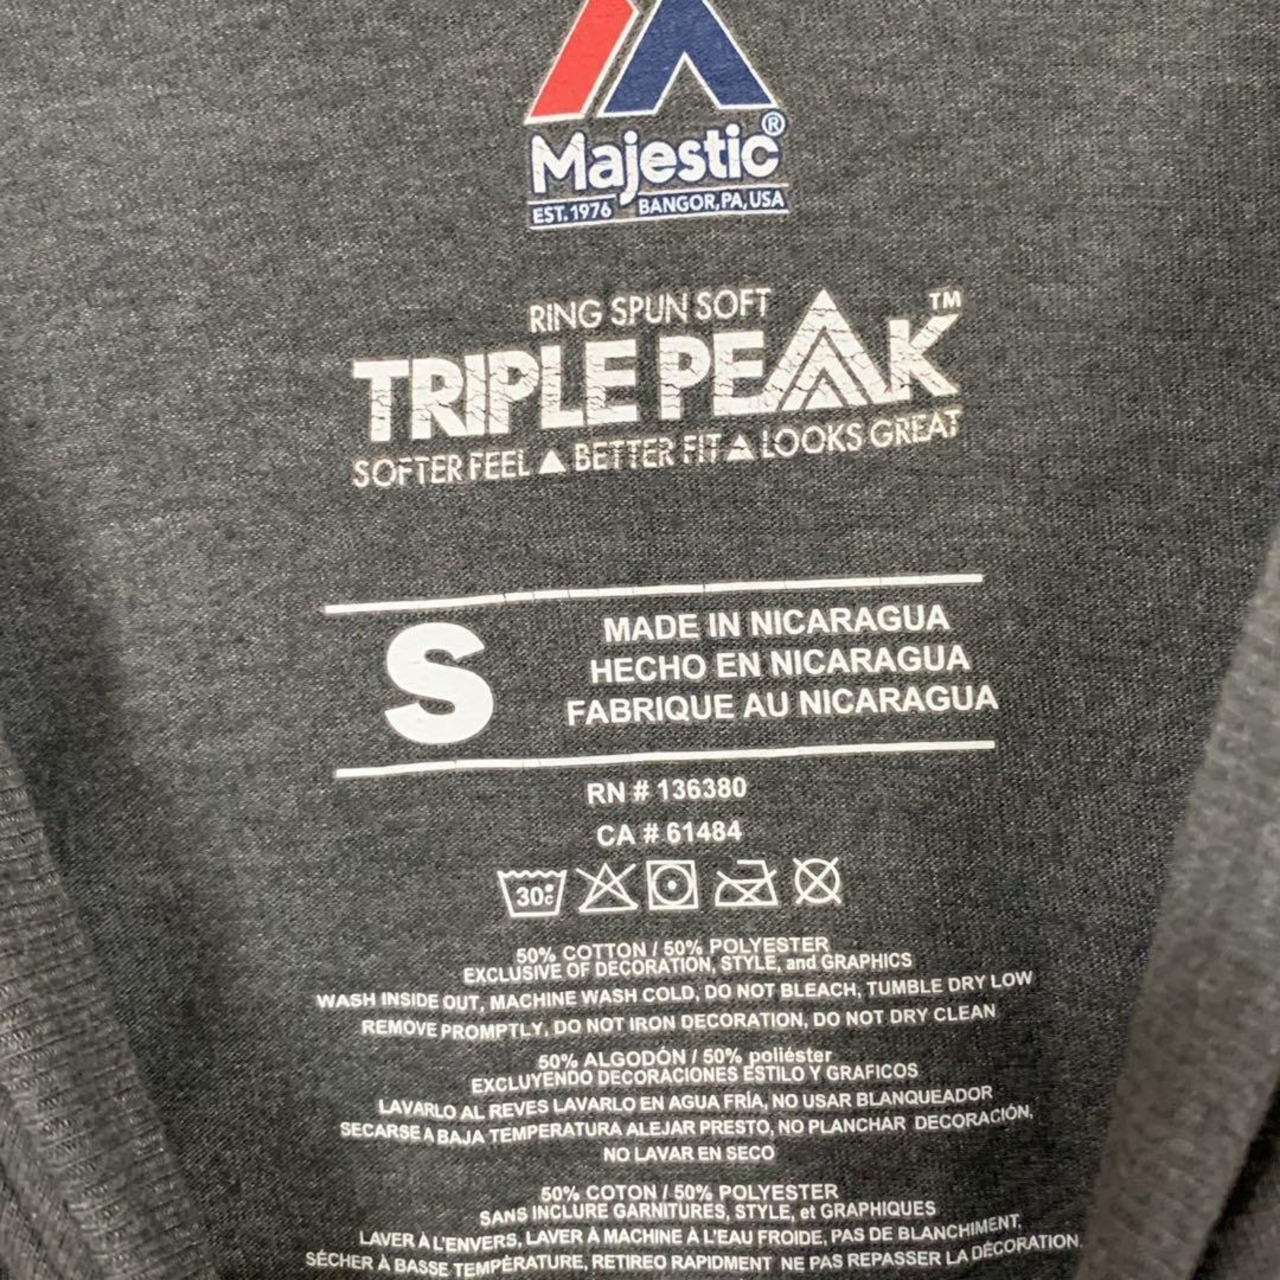 Majestic®
EST. 1976 BANGOR, PA, USA
RING SPUN SOFT
TRIPLE PEAK™
SOFTER FEEL ▲ BETTER FIT ▲ LOOKS GREAT
S
MADE IN NICARAGUA
HECHO EN NICARAGUA
FABRIQUE AU NICARAGUA
RN # 136380
CA # 61484
30c
50% COTTON / 50% POLYESTER
EXCLUSIVE OF DECORATION, STYLE, and GRAPHICS
WASH INSIDE OUT, MACHINE WASH COLD, DO NOT BLEACH, TUMBLE DRY LOW
REMOVE PROMPTLY, DO NOT IRON DECORATION, DO NOT DRY CLEAN
50% ALGODÓN / 50% poliéster
EXCLUYENDO DECORACIONES ESTILO Y GRAFICOS
LAVARLO AL REVES LAVARLO EN AGUA FRÍA, NO USAR BLANQUEADOR
SECARSE A BAJA TEMPERATURA ALEJAR PRESTO, NO PLANCHAR DECORACIÓN,
NO LAVAR EN SECO
50% COTON / 50% POLYESTER
SANS INCLURE GARNITURES, STYLE, et GRAPHIQUES
LAVER À L'ENVERS, LAVER À MACHINE À L'EAU FROIDE, PAS DE BLANCHIMENT,
SÉCHER À BASSE TEMPÉRATURE, RETIREO RAPIDMENT NE PAS REPASSER LA DÉCORATION,